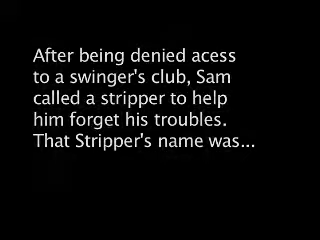 After being denied acess
to a swinger's club, Sam
called a stripper to help
him forget his troubles.
That Stripper's name was...